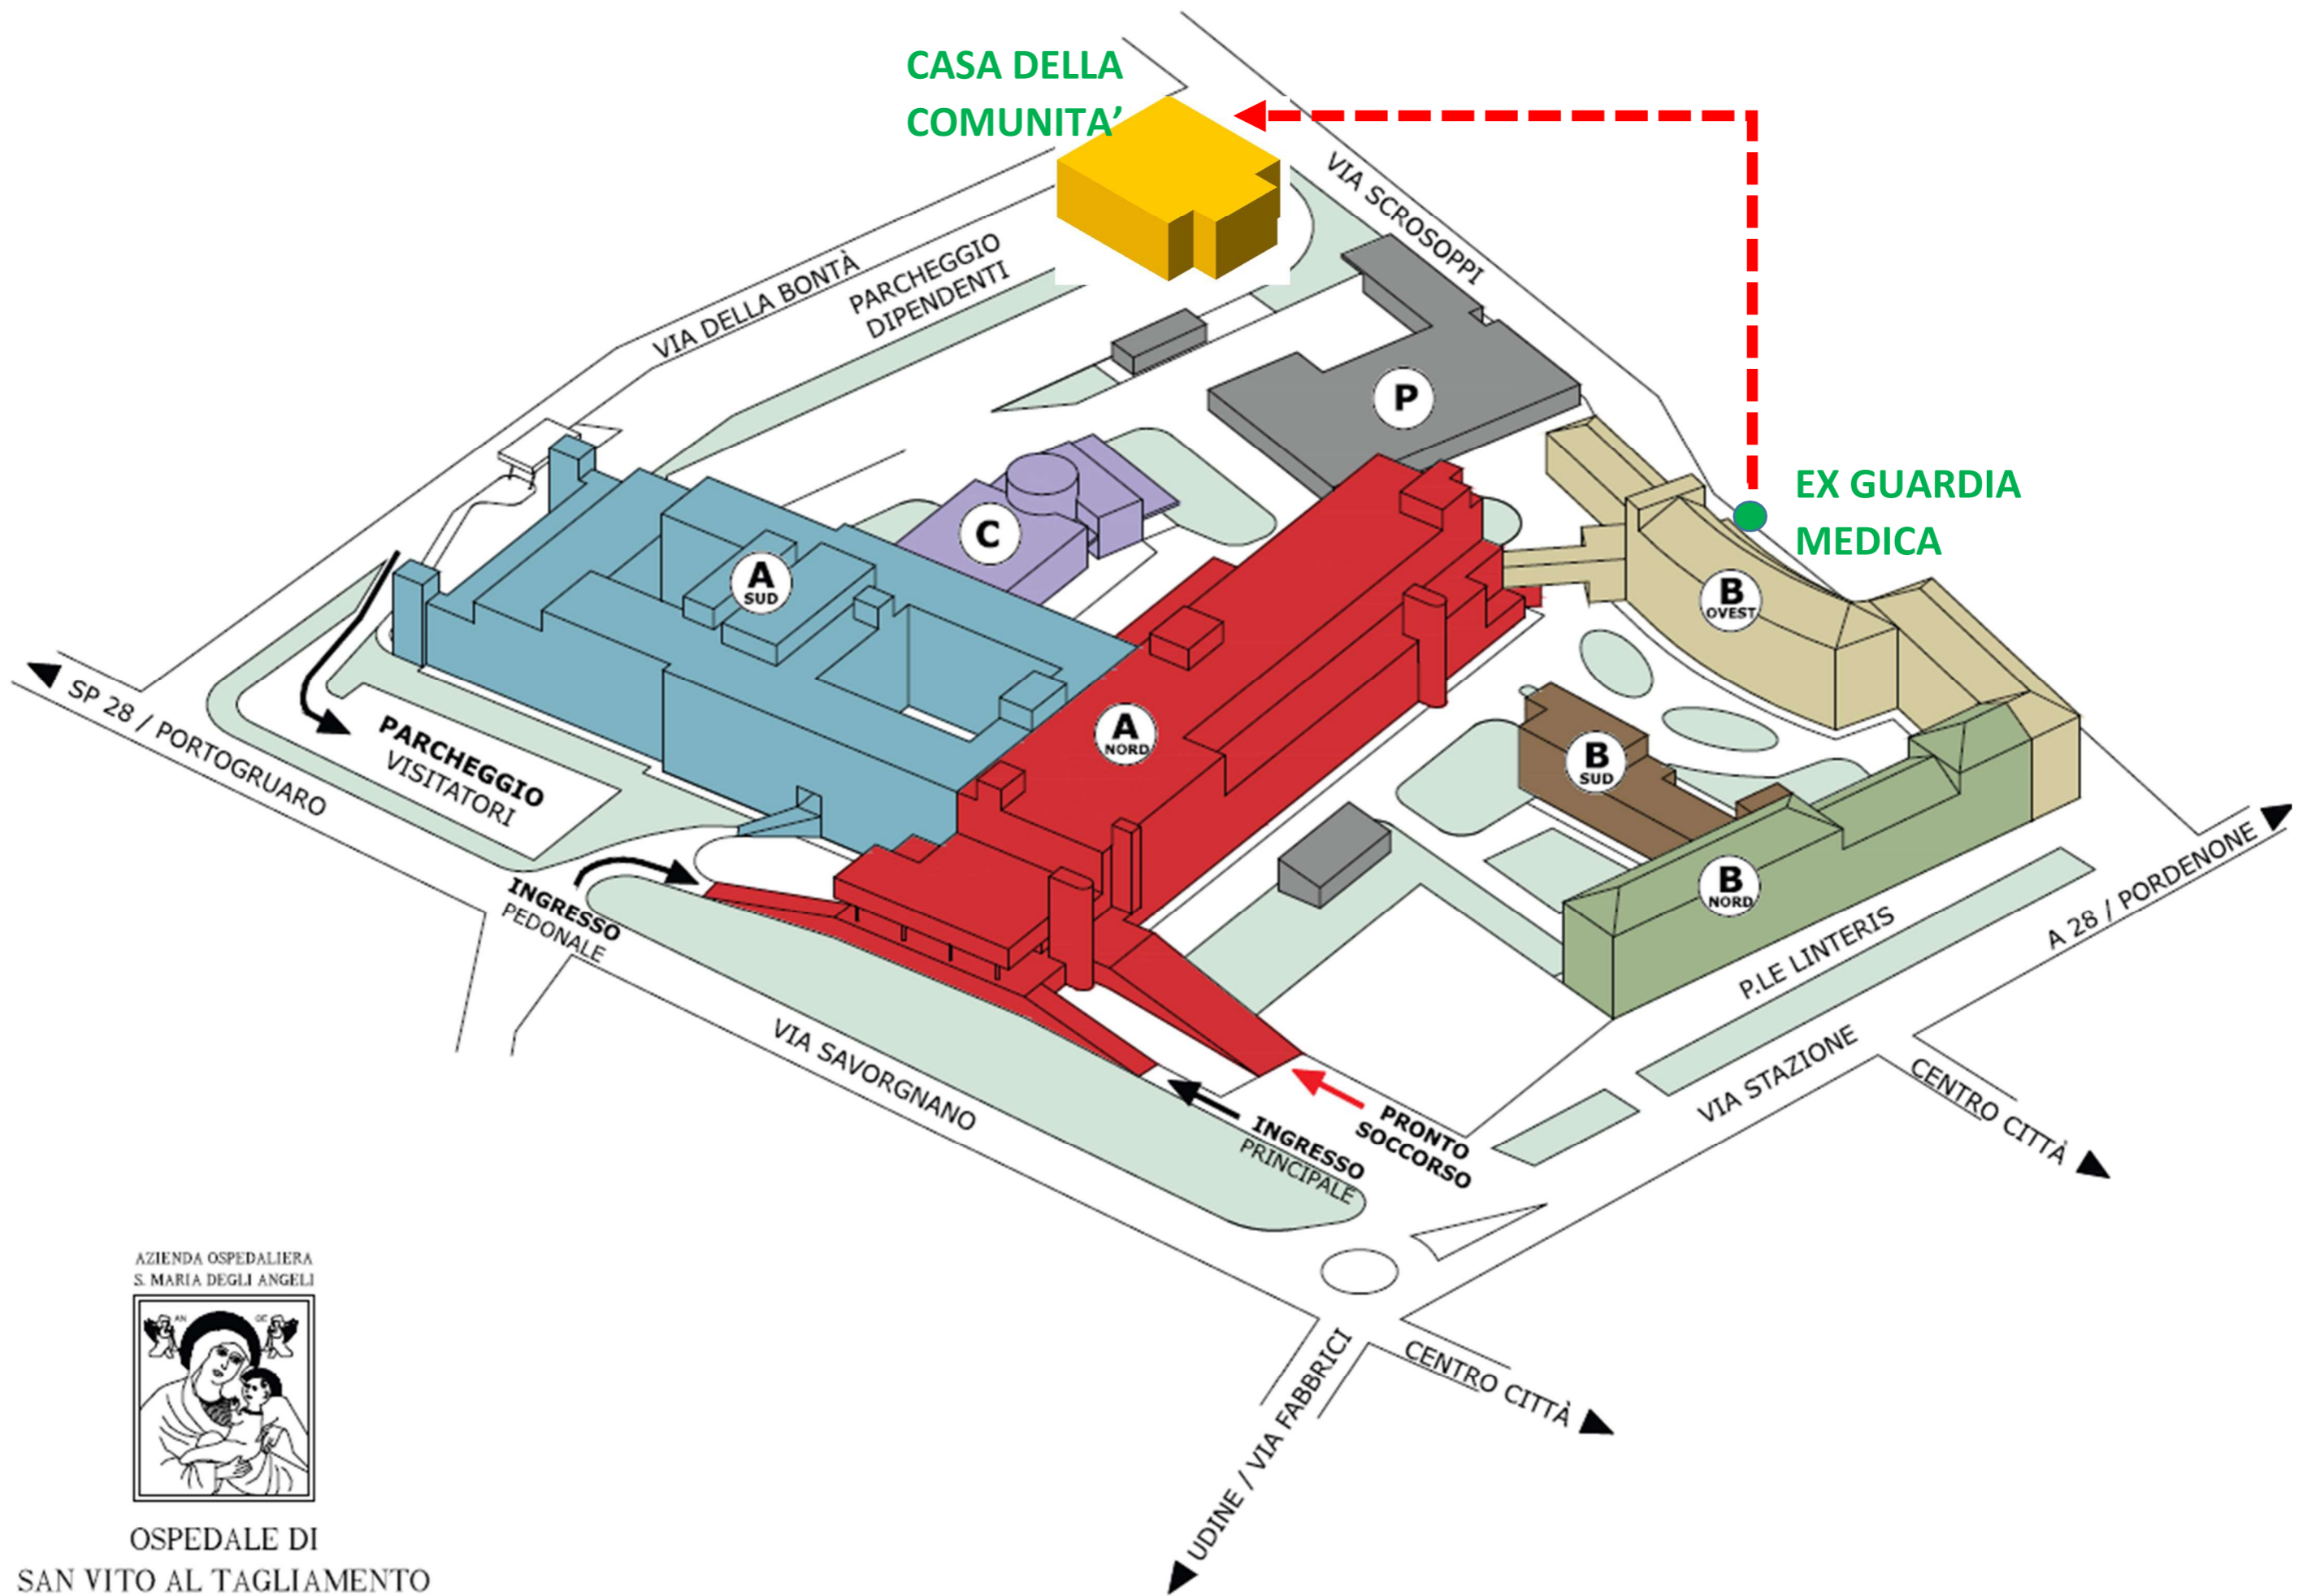 CASA DELLA
COMUNITA’
VIA SCROSOPPI
VIA DELLA BONTÀ
PARCHEGGIO
DIPENDENTI
P
EX GUARDIA
MEDICA
C
A
SUD
B
OVEST
A
NORD
B
SUD
B
NORD
SP 28 / PORTOGRUARO
PARCHEGGIO
VISITATORI
INGRESSO
PEDONALE
P.LE LINTERIS
A 28 / PORDENONE
VIA SAVORGNANO
VIA STAZIONE
CENTRO CITTÀ
PRONTO
SOCCORSO
INGRESSO
PRINCIPALE
CENTRO CITTÀ
UDINE / VIA FABBRICI
AZIENDA OSPEDALIERA
S. MARIA DEGLI ANGELI
AN
OSPEDALE DI
SAN VITO AL TAGLIAMENTO